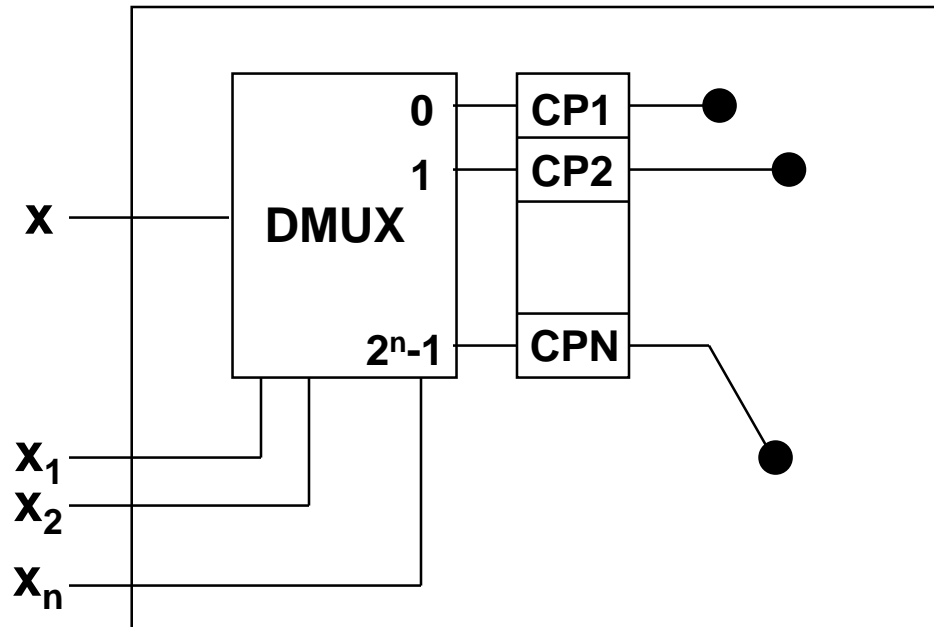 0 CP1
1 CP2
x
DMUX
2ⁿ-1 CPN
x₁
x₂
xₙ